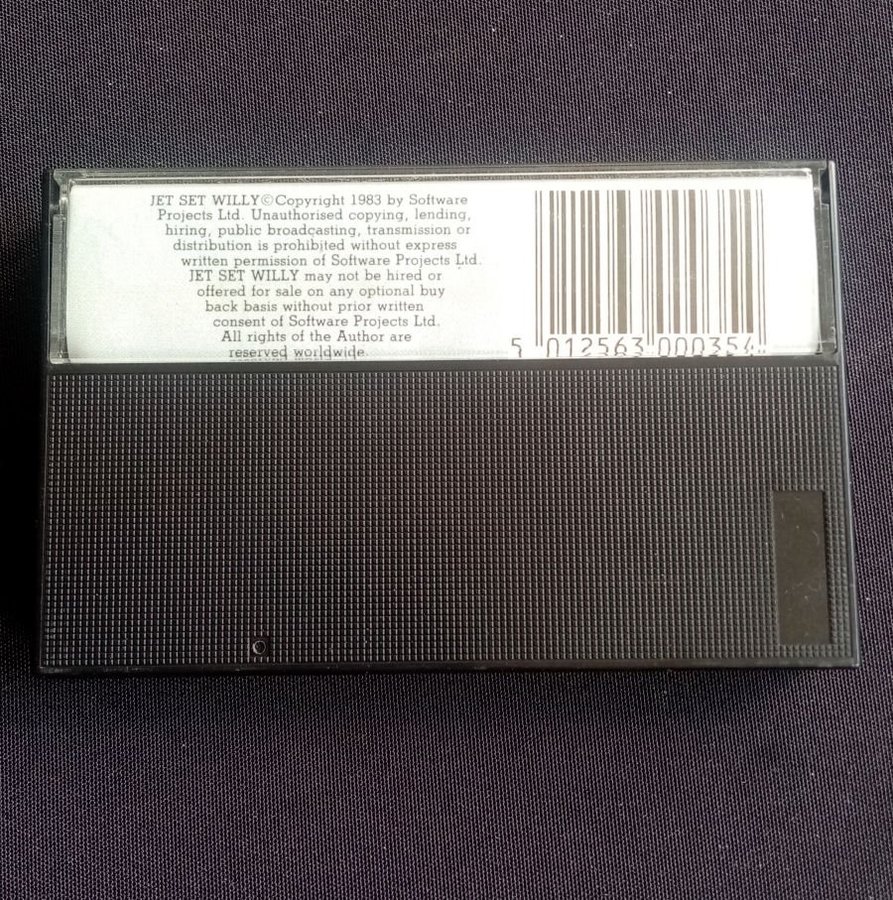 JET SET WILLY©Copyright 1983 by Software
Projects Ltd. Unauthorised copying, lending,
hiring, public broadcasting, transmission or
distribution is prohibited without express
written permission of Software Projects Ltd.
JET SET WILLY may not be hired or
offered for sale on any optional buy
back basis without prior written
consent of Software Projects Ltd.
All rights of the Author are
reserved worldwide.
5 012563 000354